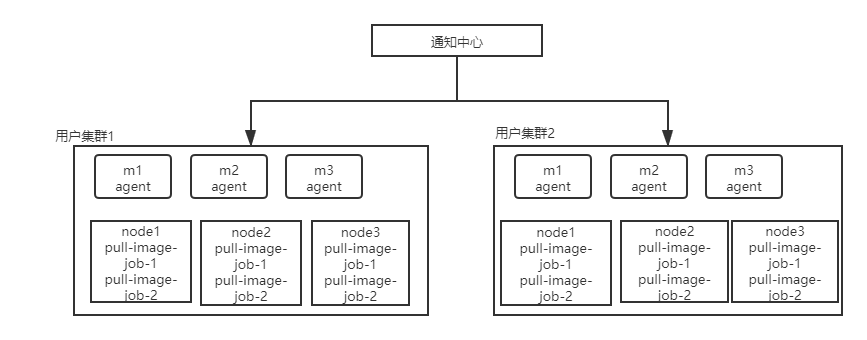 通知中心
用户集群1
m1
agent
m2
agent
m3
agent
node1
pull-image-
job-1
pull-image-
job-2
node2
pull-image-
job-1
pull-image-
job-2
node3
pull-image-
job-1
pull-image-
job-2
用户集群2
m1
agent
m2
agent
m3
agent
node1
pull-image-
job-1
pull-image-
job-2
node2
pull-image-
job-1
pull-image-
job-2
node3
pull-image-
job-1
pull-image-
job-2